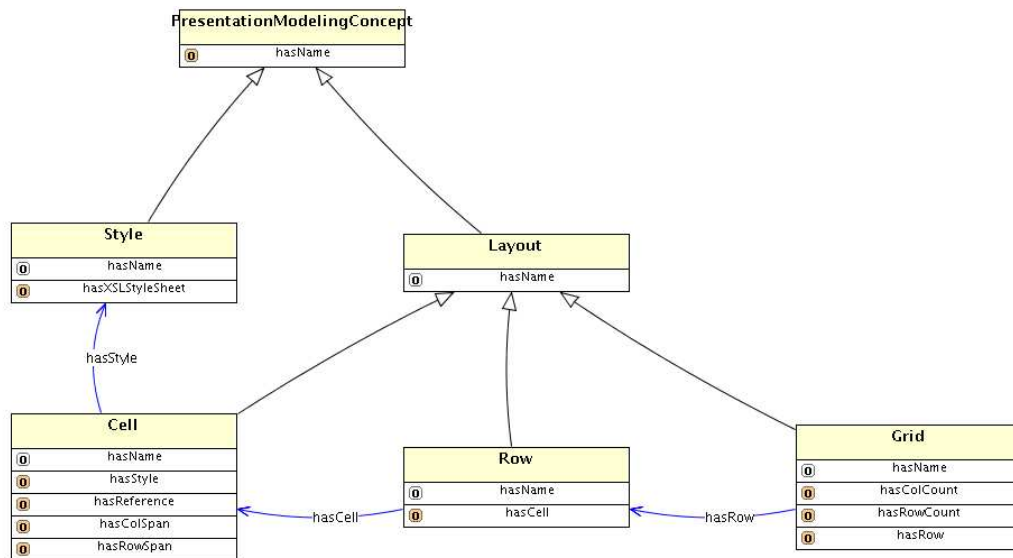 PresentationModelingConcept
O hasName
Style
O hasName
O hasXSLStyleSheet
Layout
O hasName
hasStyle
Cell
O hasName
O hasStyle
O hasReference
O hasColSpan
O hasRowSpan
hasCell
Row
O hasName
O hasCell
hasRow
Grid
O hasName
O hasColCount
O hasRowCount
O hasRow